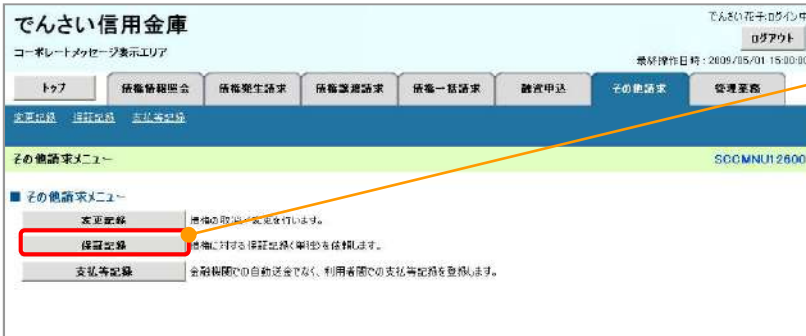 でんさい信用金庫
コーポレートメッセージ表示エリア
でんさい花子:ログイン中
ログアウト
最終操作日時:2009/05/01 15:00:00
トップ 債権情報照会 債権発生請求 債権譲渡請求 債権一括請求 融資申込 その他請求 管理業務
変更記録 保証記録 支払等記録
その他請求メニュー SCCMNU12600
■ その他請求メニュー
変更記録 債権の取消/変更を行います。
保証記録 債権に対する保証記録(単独)を依頼します。
支払等記録 金融機関での自動送金でなく、利用者間での支払等記録を登録します。